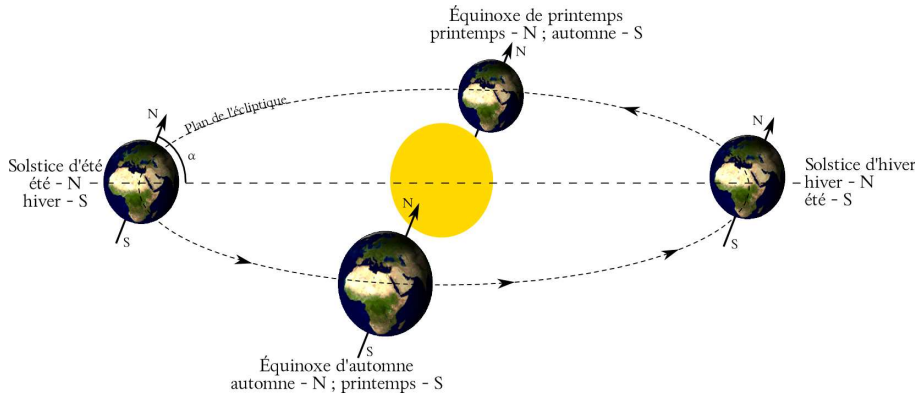 Équinoxe de printemps
printemps - N ; automne - S
N
Plan de l'écliptique
N
α
Solstice d'été
été - N
hiver - S
S
N
Solstice d'hiver
hiver - N
été - S
S
N
S
Équinoxe d'automne
automne - N ; printemps - S